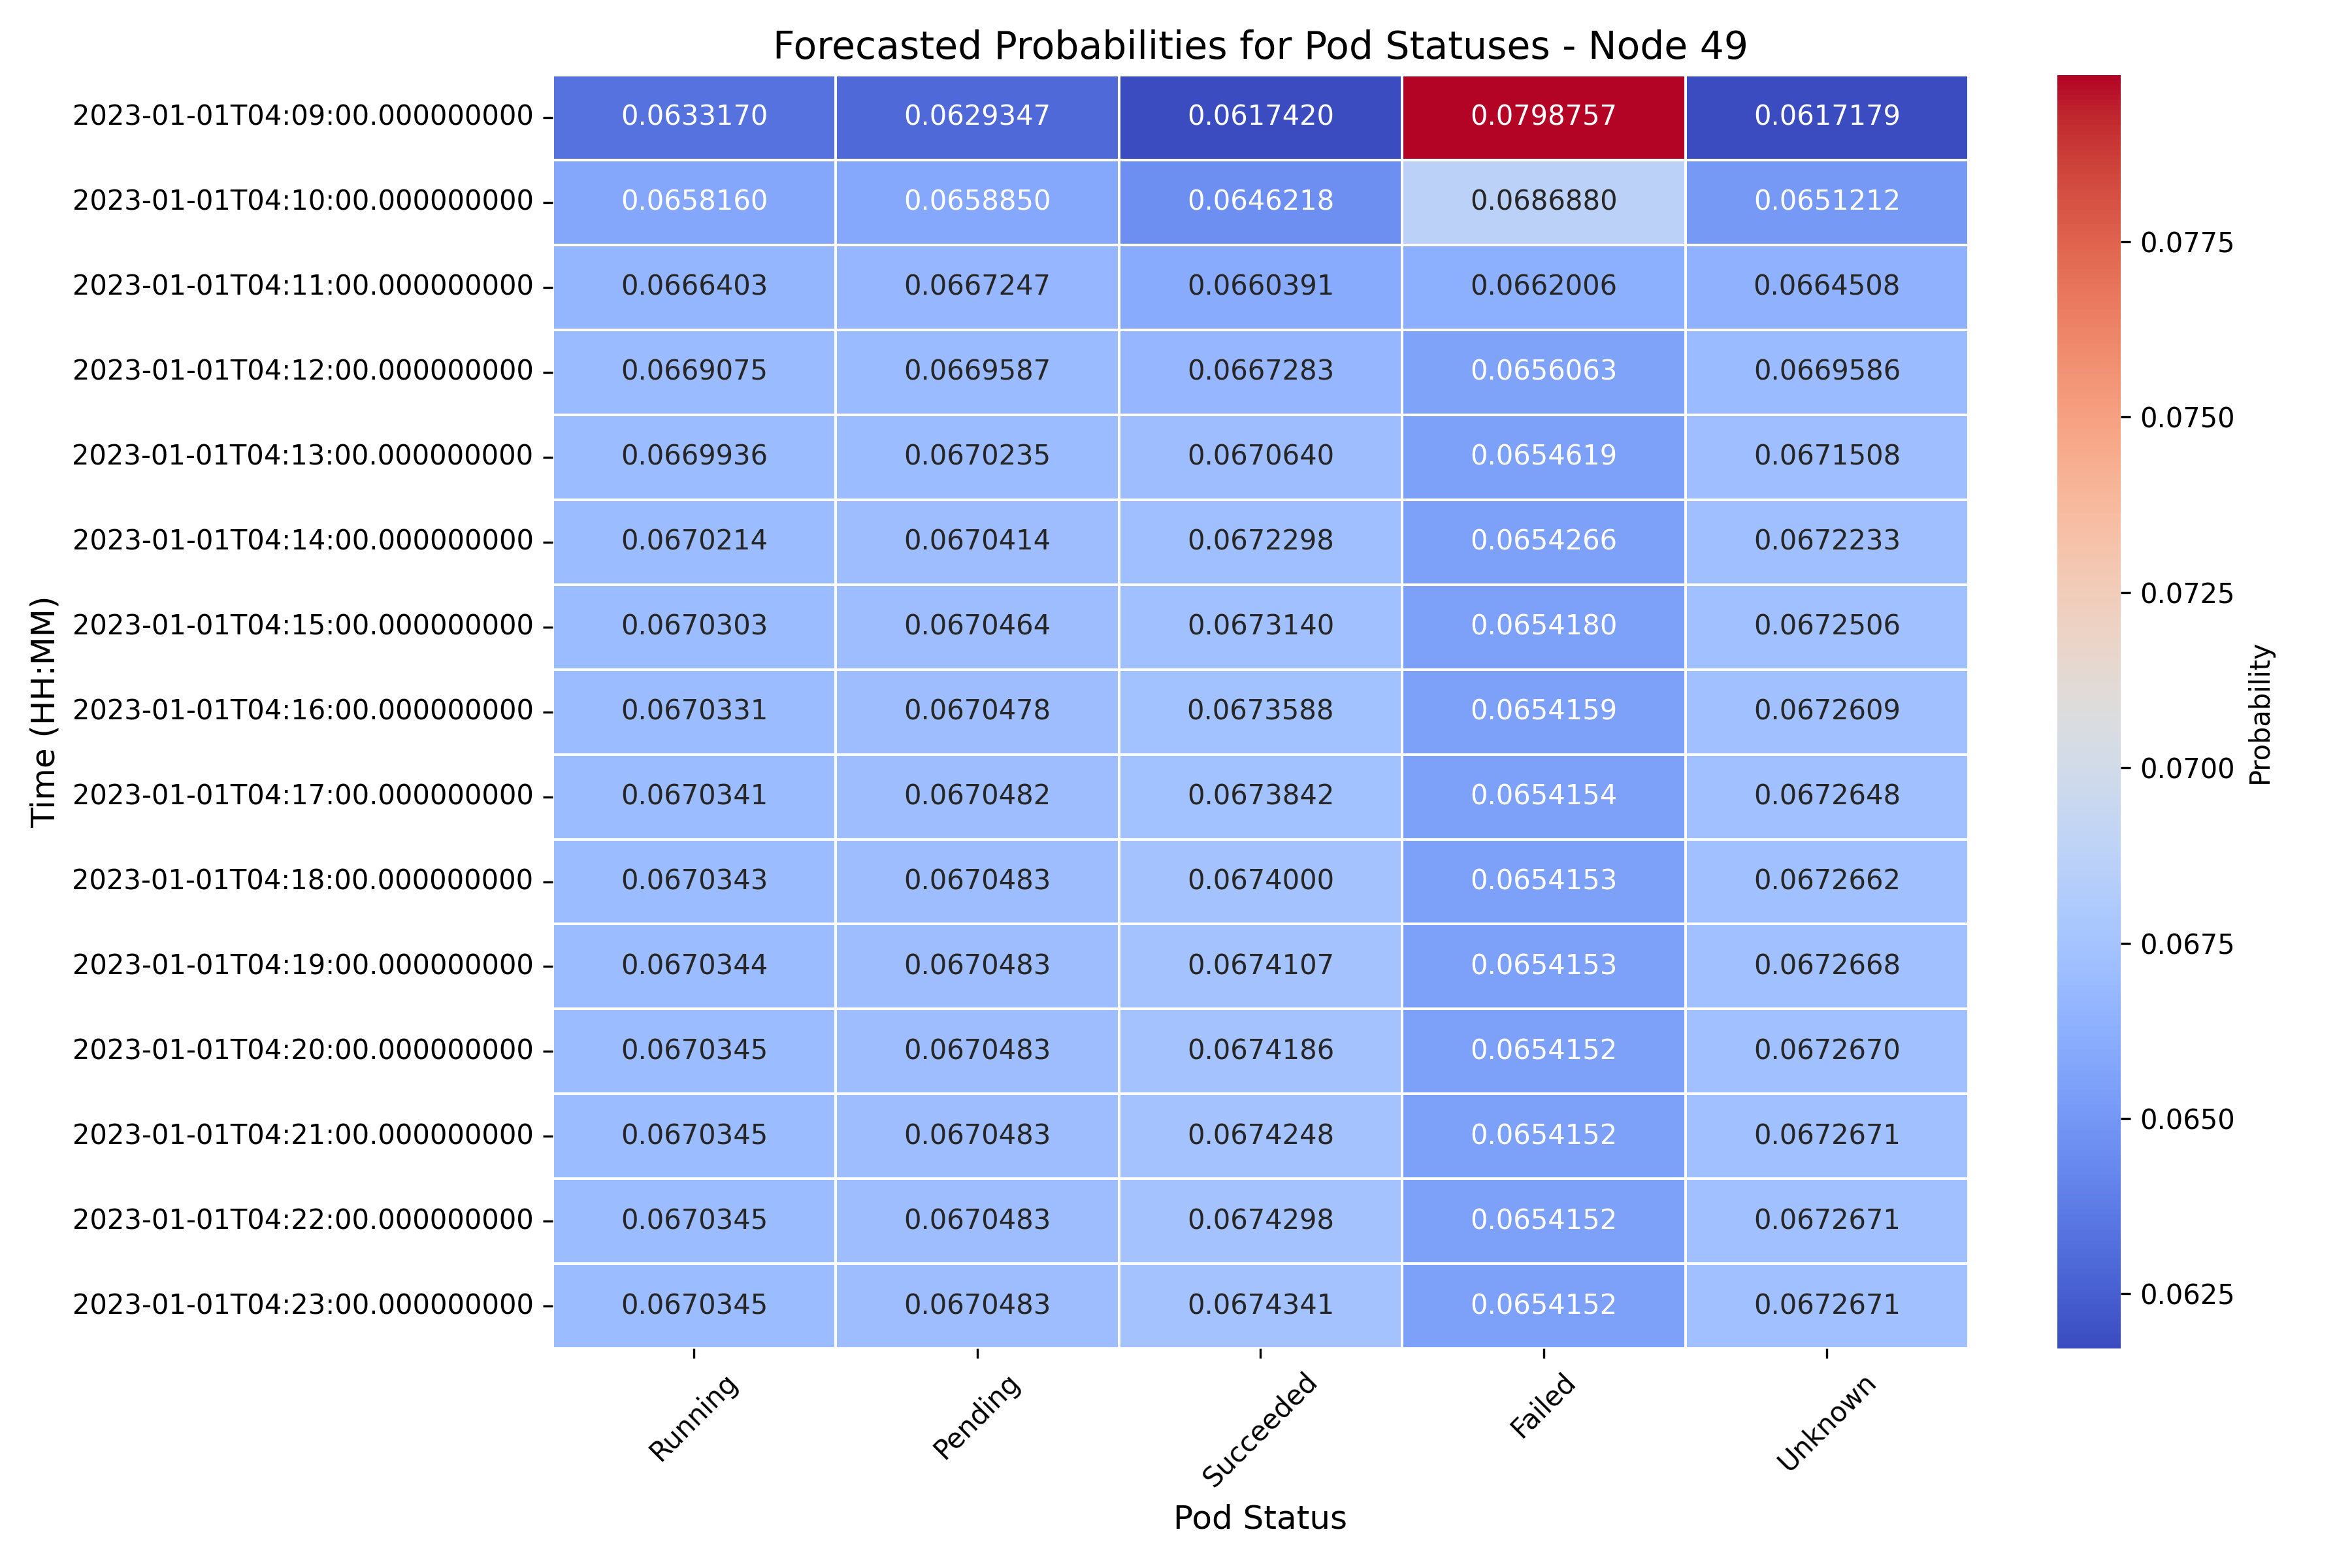 Forecasted Probabilities for Pod Statuses - Node 49
2023-01-01T04:09:00.000000000 0.0633170 0.0629347 0.0617420 0.0798757 0.0617179
2023-01-01T04:10:00.000000000 0.0658160 0.0658850 0.0646218 0.0686880 0.0651212
2023-01-01T04:11:00.000000000 0.0666403 0.0667247 0.0660391 0.0662006 0.0664508
2023-01-01T04:12:00.000000000 0.0669075 0.0669587 0.0667283 0.0656063 0.0669586
2023-01-01T04:13:00.000000000 0.0669936 0.0670235 0.0670640 0.0654619 0.0671508
2023-01-01T04:14:00.000000000 0.0670214 0.0670414 0.0672298 0.0654266 0.0672233
2023-01-01T04:15:00.000000000 0.0670303 0.0670464 0.0673140 0.0654180 0.0672506
2023-01-01T04:16:00.000000000 0.0670331 0.0670478 0.0673588 0.0654159 0.0672609
2023-01-01T04:17:00.000000000 0.0670341 0.0670482 0.0673842 0.0654154 0.0672648
2023-01-01T04:18:00.000000000 0.0670343 0.0670483 0.0674000 0.0654153 0.0672662
2023-01-01T04:19:00.000000000 0.0670344 0.0670483 0.0674107 0.0654153 0.0672668
2023-01-01T04:20:00.000000000 0.0670345 0.0670483 0.0674186 0.0654152 0.0672670
2023-01-01T04:21:00.000000000 0.0670345 0.0670483 0.0674248 0.0654152 0.0672671
2023-01-01T04:22:00.000000000 0.0670345 0.0670483 0.0674298 0.0654152 0.0672671
2023-01-01T04:23:00.000000000 0.0670345 0.0670483 0.0674341 0.0654152 0.0672671
Time (HH:MM)
Running Pending Succeeded Failed Unknown
Pod Status
0.0775
0.0750
0.0725
0.0700
0.0675
0.0650
0.0625
Probability